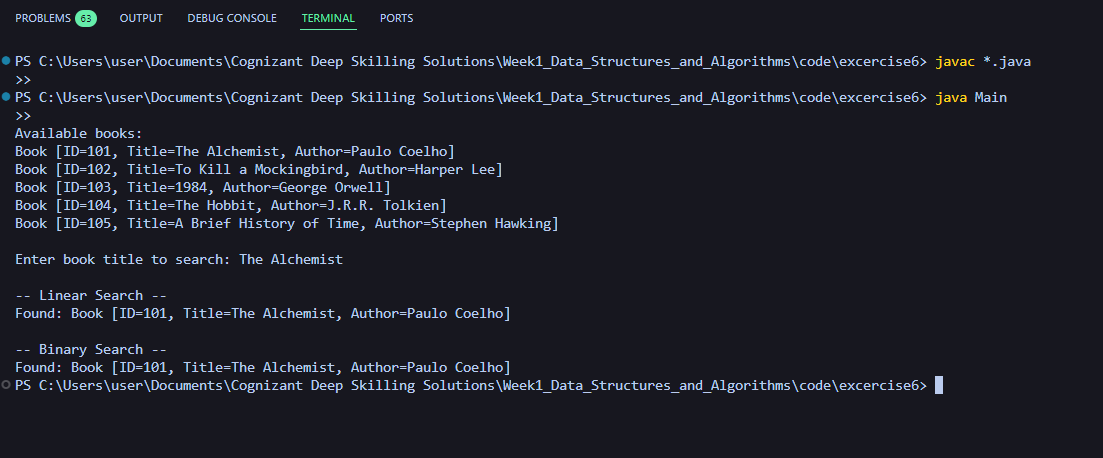 PROBLEMS 63 OUTPUT DEBUG CONSOLE TERMINAL PORTS
PS C:\Users\user\Documents\Cognizant Deep Skilling Solutions\Week1_Data_Structures_and_Algorithms\code\excercise6> javac *.java
>>
PS C:\Users\user\Documents\Cognizant Deep Skilling Solutions\Week1_Data_Structures_and_Algorithms\code\excercise6> java Main
>>
Available books:
Book [ID=101, Title=The Alchemist, Author=Paulo Coelho]
Book [ID=102, Title=To Kill a Mockingbird, Author=Harper Lee]
Book [ID=103, Title=1984, Author=George Orwell]
Book [ID=104, Title=The Hobbit, Author=J.R.R. Tolkien]
Book [ID=105, Title=A Brief History of Time, Author=Stephen Hawking]
Enter book title to search: The Alchemist
-- Linear Search --
Found: Book [ID=101, Title=The Alchemist, Author=Paulo Coelho]
-- Binary Search --
Found: Book [ID=101, Title=The Alchemist, Author=Paulo Coelho]
PS C:\Users\user\Documents\Cognizant Deep Skilling Solutions\Week1_Data_Structures_and_Algorithms\code\excercise6>